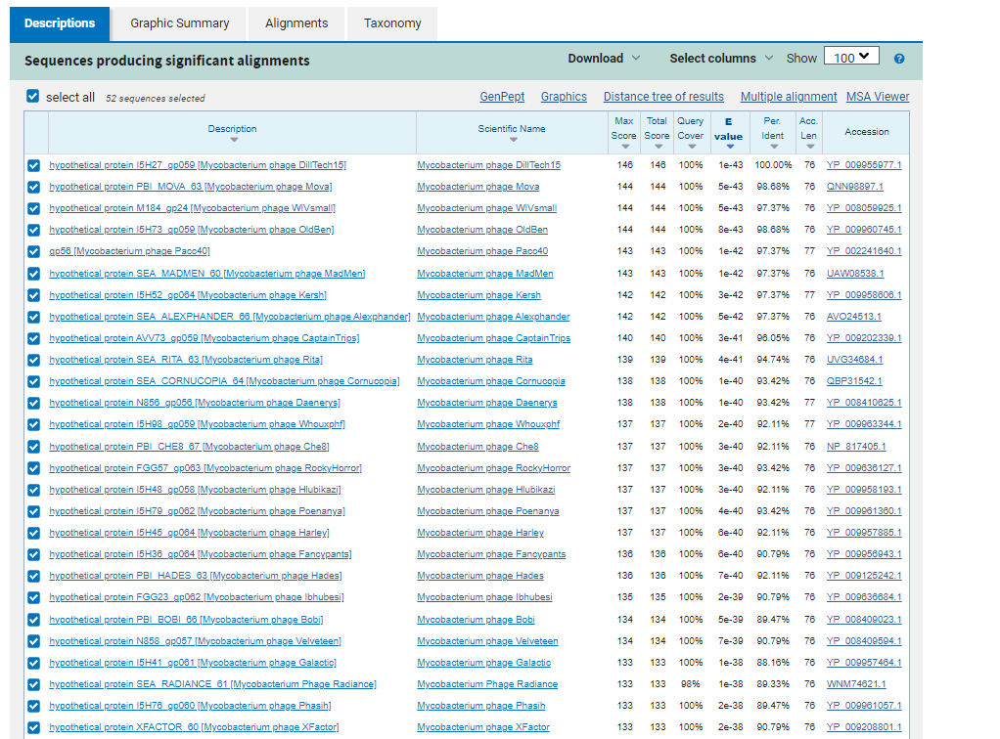 Descriptions Graphic Summary Alignments Taxonomy
Sequences producing significant alignments Download Select columns Show 100 ?
select all 52 sequences selected GenPept Graphics Distance tree of results Multiple alignment MSA Viewer
Description Scientific Name Max Score Total Score Query Cover E value Per. Ident Acc. Len Accession
hypothetical protein I5H27_gp059 [Mycobacterium phage DillTech15] Mycobacterium phage DillTech15 146 146 100% 1e-43 100.00% 76 YP_009955977.1
hypothetical protein PBI_MOVA_63 [Mycobacterium phage Mova] Mycobacterium phage Mova 144 144 100% 5e-43 98.68% 76 QNN98897.1
hypothetical protein M184_gp24 [Mycobacterium phage WIVsmall] Mycobacterium phage WIVsmall 144 144 100% 5e-43 97.37% 76 YP_008059925.1
hypothetical protein I5H73_gp059 [Mycobacterium phage OldBen] Mycobacterium phage OldBen 144 144 100% 8e-43 98.68% 76 YP_009960745.1
gp56 [Mycobacterium phage Pacc40] Mycobacterium phage Pacc40 143 143 100% 1e-42 97.37% 77 YP_002241640.1
hypothetical protein SEA_MADMEN_60 [Mycobacterium phage MadMen] Mycobacterium phage MadMen 143 143 100% 1e-42 97.37% 76 UAW08538.1
hypothetical protein I5H52_gp064 [Mycobacterium phage Kersh] Mycobacterium phage Kersh 142 142 100% 3e-42 97.37% 77 YP_009958606.1
hypothetical protein SEA_ALEXPHANDER_66 [Mycobacterium phage Alexphander] Mycobacterium phage Alexphander 142 142 100% 5e-42 97.37% 76 AVO24513.1
hypothetical protein AVV73_gp059 [Mycobacterium phage CaptainTrips] Mycobacterium phage CaptainTrips 140 140 100% 3e-41 96.05% 76 YP_009202339.1
hypothetical protein SEA_RITA_63 [Mycobacterium phage Rita] Mycobacterium phage Rita 139 139 100% 4e-41 94.74% 76 UVG34684.1
hypothetical protein SEA_CORNUCOPIA_64 [Mycobacterium phage Cornucopia] Mycobacterium phage Cornucopia 138 138 100% 1e-40 93.42% 76 QBP31542.1
hypothetical protein N856_gp056 [Mycobacterium phage Daenerys] Mycobacterium phage Daenerys 138 138 100% 1e-40 93.42% 77 YP_008410625.1
hypothetical protein I5H98_gp059 [Mycobacterium phage Whouxphf] Mycobacterium phage Whouxphf 137 137 100% 2e-40 92.11% 77 YP_009963344.1
hypothetical protein PBI_CHE8_67 [Mycobacterium phage Che8] Mycobacterium phage Che8 137 137 100% 3e-40 92.11% 76 NP_817405.1
hypothetical protein FGG57_gp063 [Mycobacterium phage RockyHorror] Mycobacterium phage RockyHorror 137 137 100% 3e-40 93.42% 76 YP_009636127.1
hypothetical protein I5H48_gp058 [Mycobacterium phage Hlubikazi] Mycobacterium phage Hlubikazi 137 137 100% 3e-40 92.11% 76 YP_009958193.1
hypothetical protein I5H79_gp062 [Mycobacterium phage Poenanya] Mycobacterium phage Poenanya 137 137 100% 4e-40 93.42% 76 YP_009961360.1
hypothetical protein I5H45_gp064 [Mycobacterium phage Harley] Mycobacterium phage Harley 137 137 100% 6e-40 92.11% 76 YP_009957885.1
hypothetical protein I5H36_gp064 [Mycobacterium phage Fancypants] Mycobacterium phage Fancypants 136 136 100% 6e-40 90.79% 76 YP_009956943.1
hypothetical protein PBI_HADES_63 [Mycobacterium phage Hades] Mycobacterium phage Hades 136 136 100% 7e-40 92.11% 76 YP_009125242.1
hypothetical protein FGG23_gp062 [Mycobacterium phage Ibhubesi] Mycobacterium phage Ibhubesi 135 135 100% 2e-39 90.79% 76 YP_009636684.1
hypothetical protein PBI_BOBI_66 [Mycobacterium phage Bobi] Mycobacterium phage Bobi 134 134 100% 5e-39 89.47% 76 YP_008409023.1
hypothetical protein N858_gp057 [Mycobacterium phage Velveteen] Mycobacterium phage Velveteen 134 134 100% 7e-39 90.79% 76 YP_008409594.1
hypothetical protein I5H41_gp061 [Mycobacterium phage Galactic] Mycobacterium phage Galactic 133 133 100% 1e-38 88.16% 76 YP_009957464.1
hypothetical protein SEA_RADIANCE_61 [Mycobacterium Phage Radiance] Mycobacterium Phage Radiance 133 133 98% 1e-38 89.33% 76 WNM74621.1
hypothetical protein I5H76_gp060 [Mycobacterium phage Phasih] Mycobacterium phage Phasih 133 133 100% 2e-38 89.47% 76 YP_009961057.1
hypothetical protein XFACTOR_60 [Mycobacterium phage XFactor] Mycobacterium phage XFactor 133 133 100% 2e-38 90.79% 76 YP_009208801.1